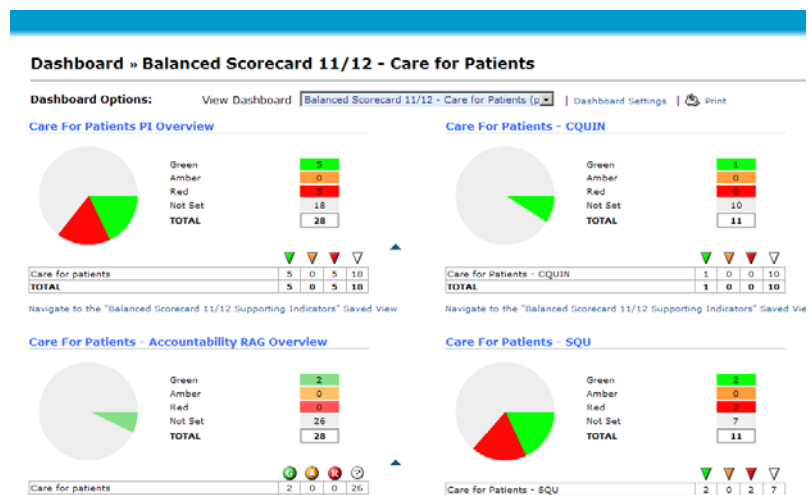 Dashboard » Balanced Scorecard 11/12 - Care for Patients
Dashboard Options: View Dashboard Balanced Scorecard 11/12 - Care for Patients (p | Dashboard Settings | Print
Care For Patients PI Overview
Green 5
Amber 0
Red 5
Not Set 18
TOTAL 28
Care for patients 5 0 5 18
TOTAL 5 0 5 18
Navigate to the "Balanced Scorecard 11/12 Supporting Indicators" Saved View
Care For Patients - CQUIN
Green 1
Amber 0
Red 0
Not Set 10
TOTAL 11
Care for Patients - CQUIN 1 0 0 10
TOTAL 1 0 0 10
Navigate to the "Balanced Scorecard 11/12 Supporting Indicators" Saved Vie
Care For Patients - Accountability RAG Overview
Green 2
Amber 0
Red 0
Not Set 26
TOTAL 28
G A R ?
Care for patients 2 0 0 26
Care For Patients - SQU
Green 2
Amber 0
Red 2
Not Set 7
TOTAL 11
Care for Patients - SQU 2 0 2 7